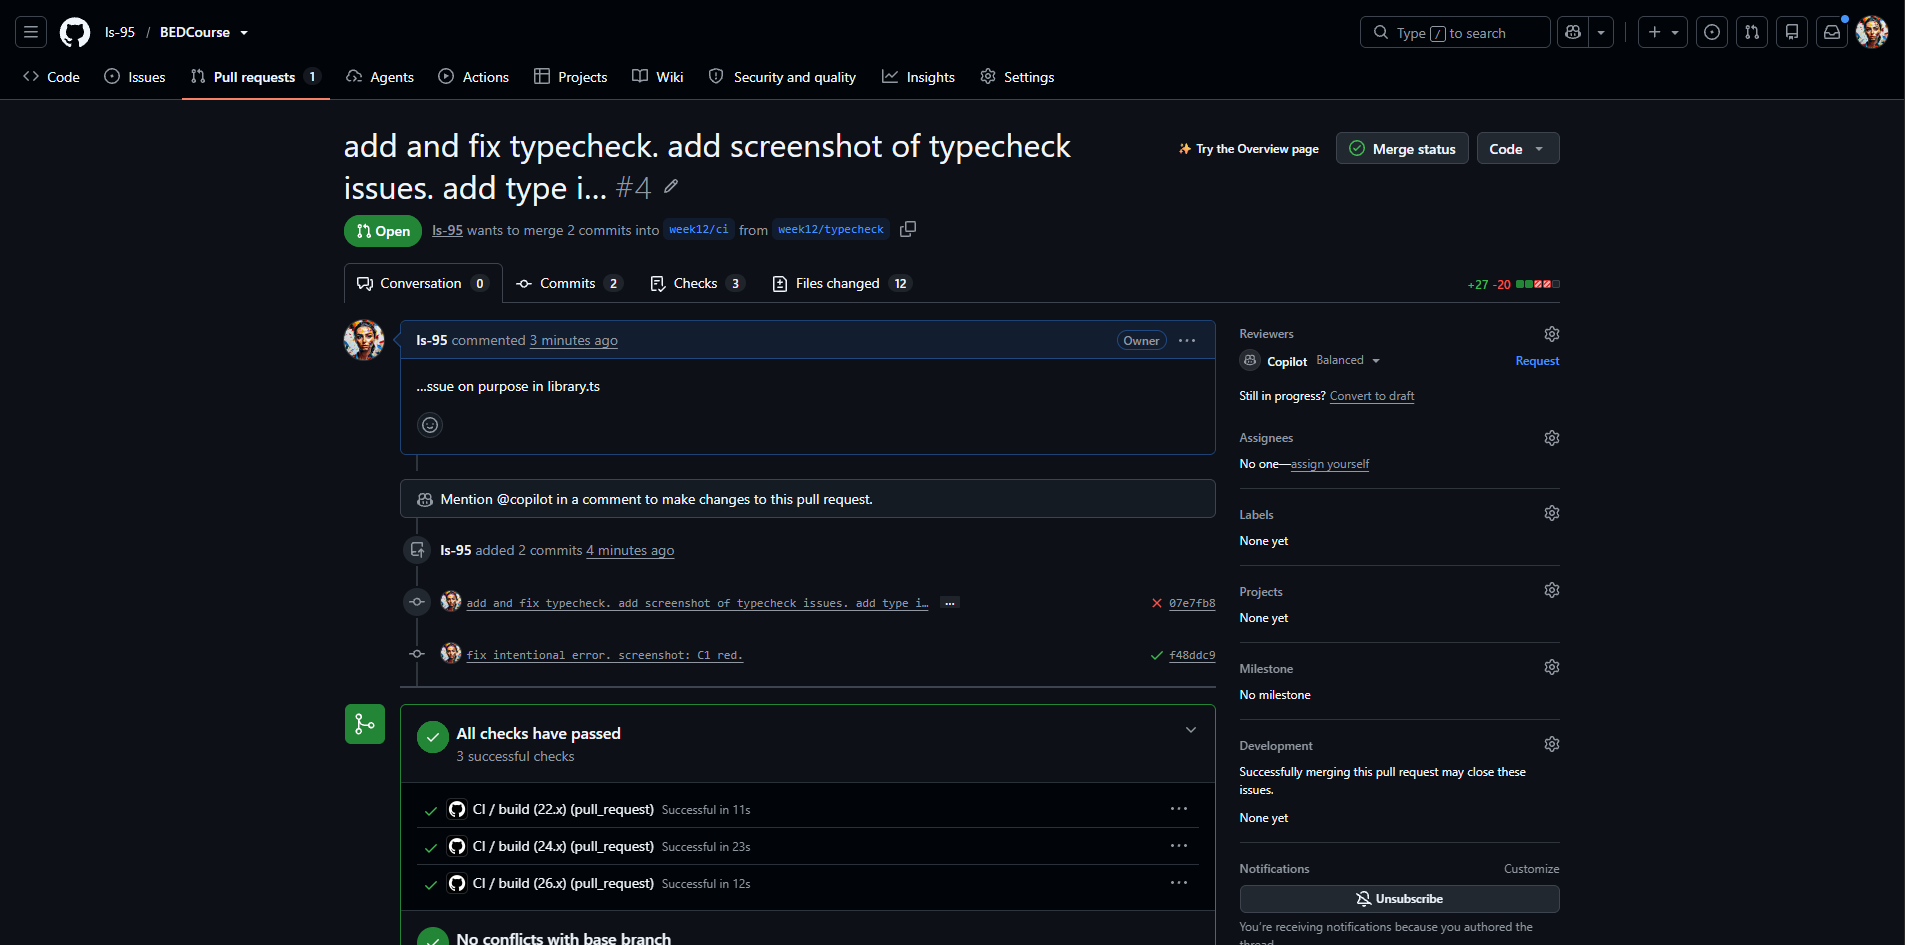 ls-95 / BEDCourse
Type / to search
Code
Issues
Pull requests 1
Agents
Actions
Projects
Wiki
Security and quality
Insights
Settings
add and fix typecheck. add screenshot of typecheck
issues. add type i... #4
Try the Overview page
Merge status
Code
Open
ls-95 wants to merge 2 commits into week12/ci from week12/typecheck
Conversation 0
Commits 2
Checks 3
Files changed 12
+27 -20
ls-95 commented 3 minutes ago
Owner
...ssue on purpose in library.ts
Mention @copilot in a comment to make changes to this pull request.
ls-95 added 2 commits 4 minutes ago
add and fix typecheck. add screenshot of typecheck issues. add type i… ...
07e7fb8
fix intentional error. screenshot: C1 red.
f48ddc9
All checks have passed
3 successful checks
CI / build (22.x) (pull_request) Successful in 11s
CI / build (24.x) (pull_request) Successful in 23s
CI / build (26.x) (pull_request) Successful in 12s
No conflicts with base branch
Reviewers
Copilot Balanced
Request
Still in progress? Convert to draft
Assignees
No one—assign yourself
Labels
None yet
Projects
None yet
Milestone
No milestone
Development
Successfully merging this pull request may close these
issues.
None yet
Notifications
Customize
Unsubscribe
You're receiving notifications because you authored the
thread.